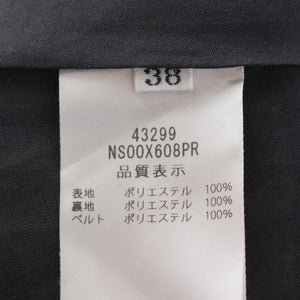 38
43299
NS00X608PR
品質表示
表地 ポリエステル 100%
裏地 ポリエステル 100%
ベルト ポリエステル 100%